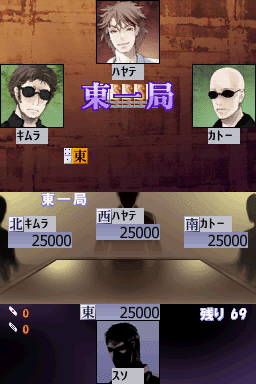 ハヤテ
東一局
キムラ
カトー
東
東一局
北 キムラ
25000
西 ハヤテ
25000
南 カトー
25000
0
0
東 25000
残り 69
スソ